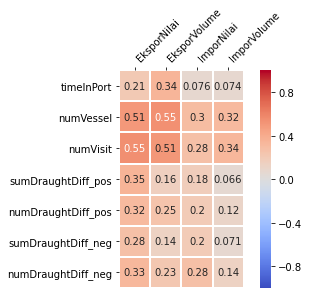 EksporNilai
EksporVolume
ImporNilai
ImporVolume
timeInPort 0.21 0.34 0.076 0.074
numVessel 0.51 0.55 0.3 0.32
numVisit 0.55 0.51 0.28 0.34
sumDraughtDiff_pos 0.35 0.16 0.18 0.066
numDraughtDiff_pos 0.32 0.25 0.2 0.12
sumDraughtDiff_neg 0.28 0.14 0.2 0.071
numDraughtDiff_neg 0.33 0.23 0.28 0.14
0.8
0.4
0.0
−0.4
−0.8